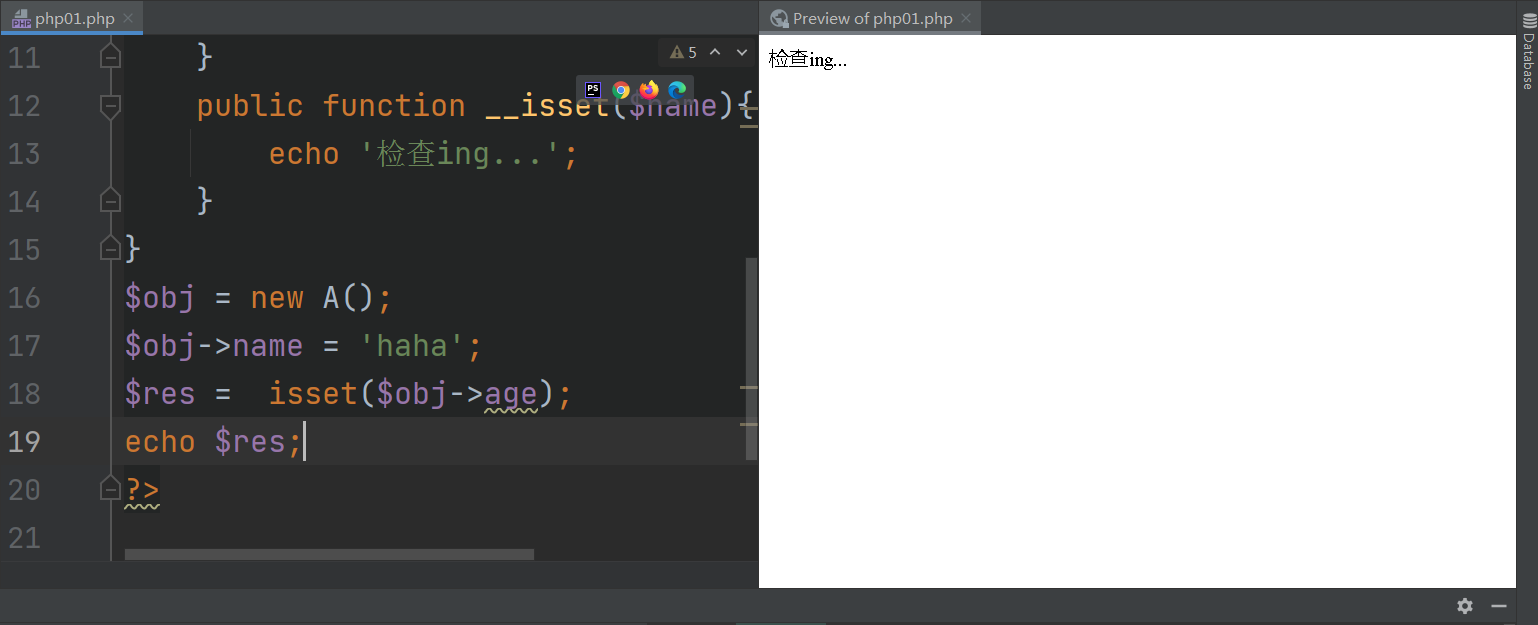 php01.php
Preview of php01.php
Database
5
11 }
12 public function __isset($name){
13 echo '检查ing...';
14 }
15 }
16 $obj = new A();
17 $obj->name = 'haha';
18 $res =  isset($obj->age);
19 echo $res;
20 ?>
21
检查ing...
PHP
PS